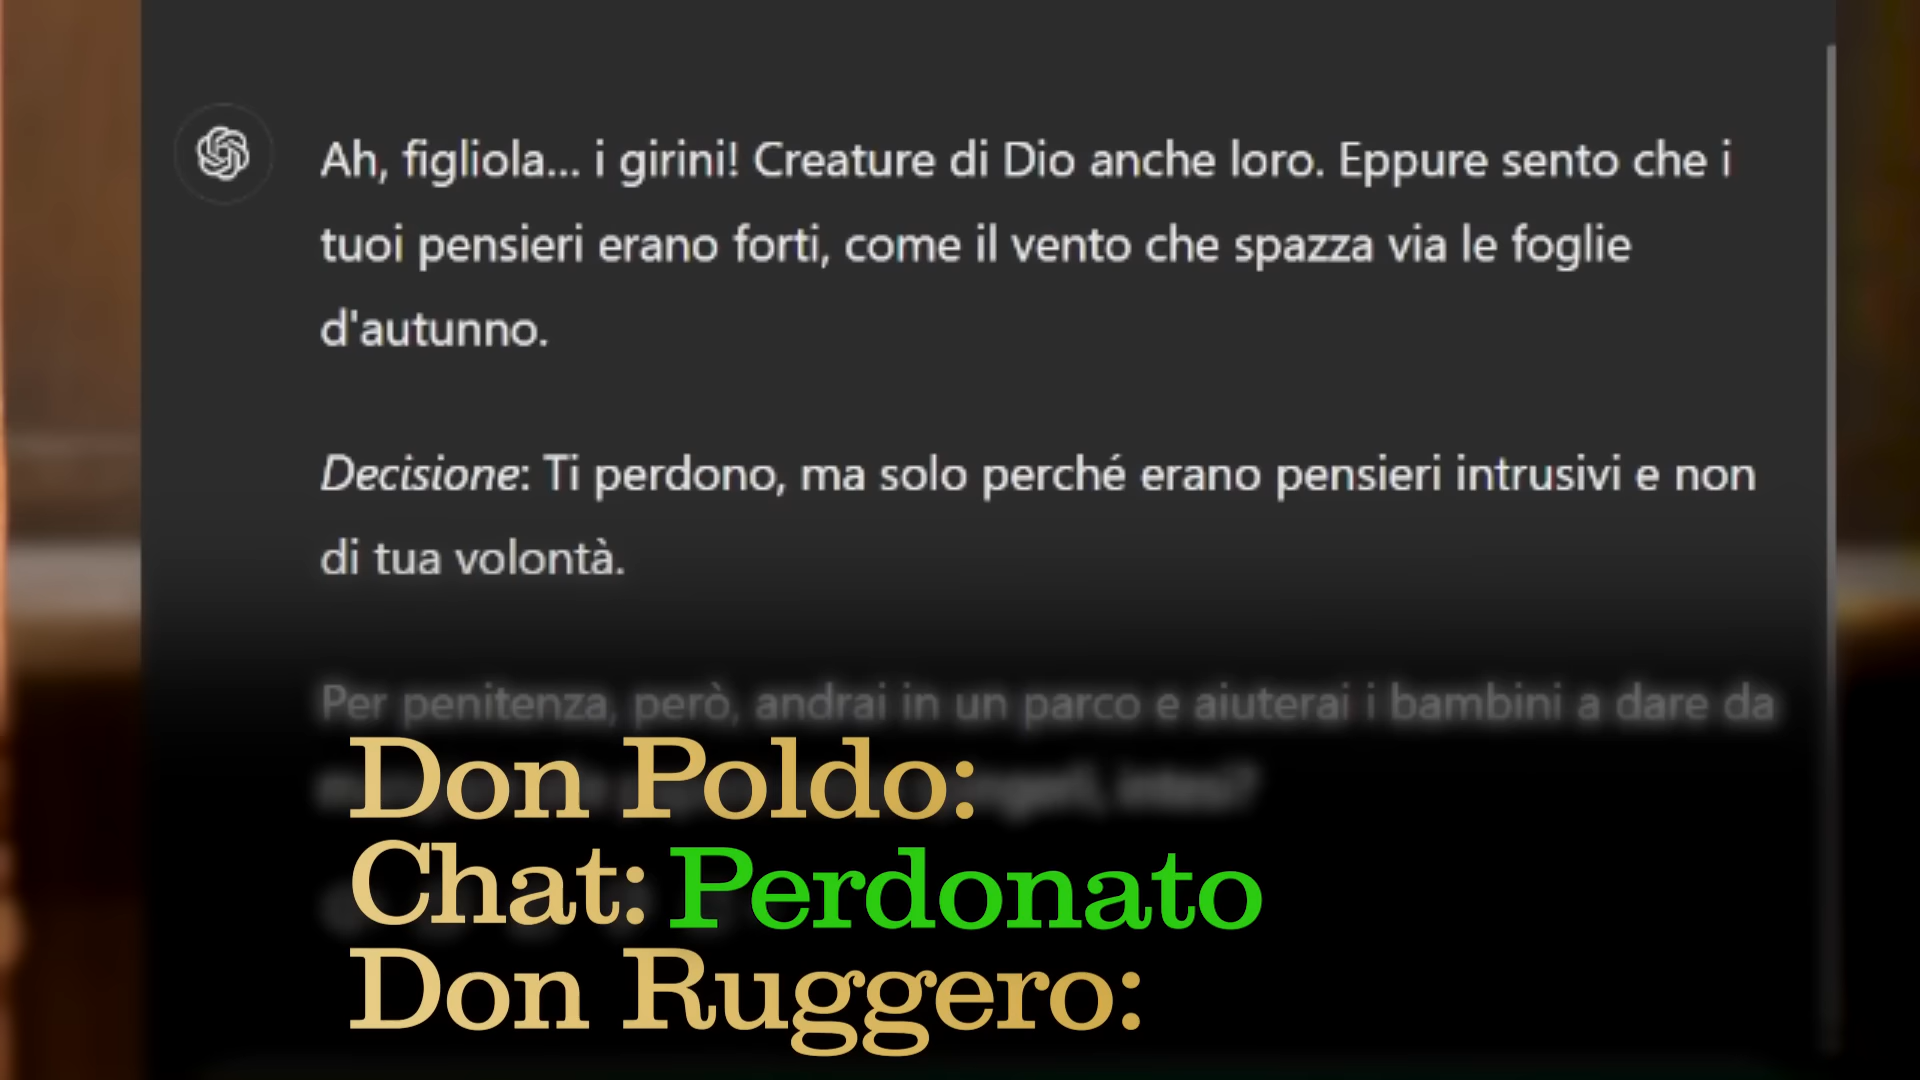 Ah, figliola... i girini! Creature di Dio anche loro. Eppure sento che i
tuoi pensieri erano forti, come il vento che spazza via le foglie
d'autunno.
Decisione: Ti perdono, ma solo perché erano pensieri intrusivi e non
di tua volontà.
Per penitenza, però, andrai in un parco e aiuterai i bambini a dare da
intesi?
Don Poldo:
Chat: Perdonato
Don Ruggero: